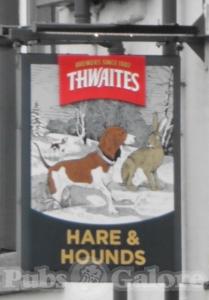 BREWERS SINCE 1807
THWAITES
HARE &
HOUNDS
Pubs Galore